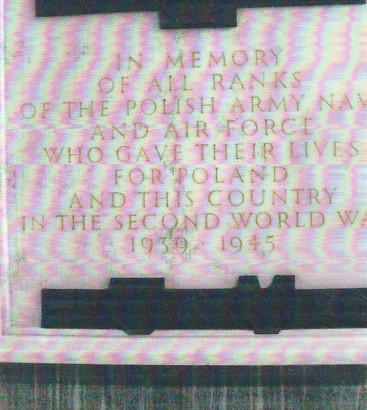 IN MEMORY
OF ALL RANKS
OF THE POLISH ARMY NAV
AND AIR FORCE
WHO GAVE THEIR LIVES
FOR POLAND
AND THIS COUNTRY
IN THE SECOND WORLD WA
1939 1945